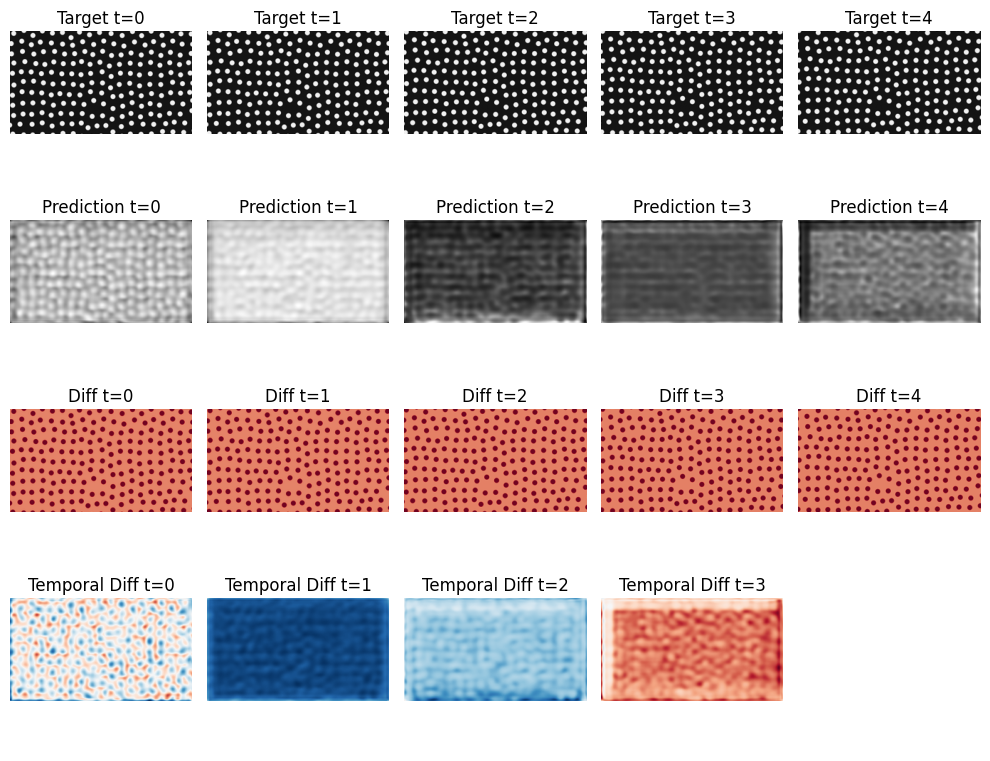 Target t=0 Target t=1 Target t=2 Target t=3 Target t=4
Prediction t=0 Prediction t=1 Prediction t=2 Prediction t=3 Prediction t=4
Diff t=0 Diff t=1 Diff t=2 Diff t=3 Diff t=4
Temporal Diff t=0 Temporal Diff t=1 Temporal Diff t=2 Temporal Diff t=3